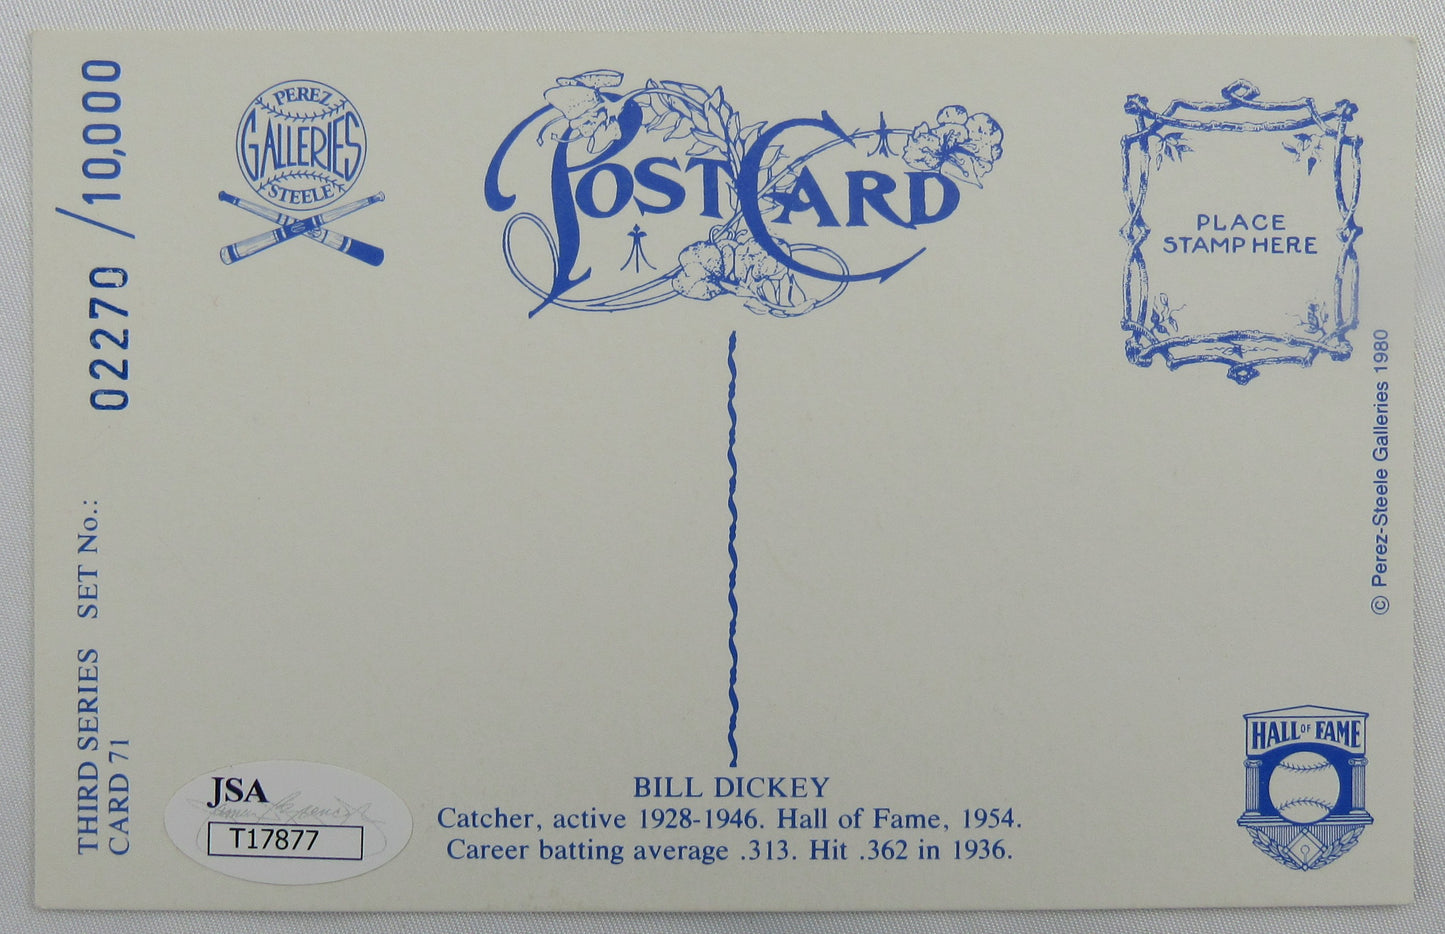 PEREZ
GALLERIES
STEELE
POSTCARD
PLACE
STAMP HERE
02270 / 10,000
THIRD SERIES SET No.:
CARD 71
© Perez-Steele Galleries 1980
HALL OF FAME
JSA
T17877
BILL DICKEY
Catcher, active 1928-1946. Hall of Fame, 1954.
Career batting average .313. Hit .362 in 1936.